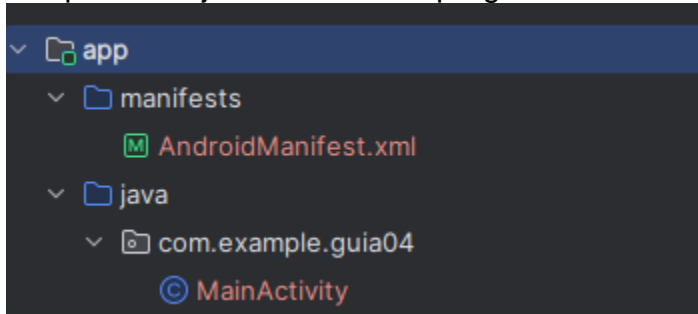 app
manifests
M AndroidManifest.xml
java
com.example.guia04
C MainActivity